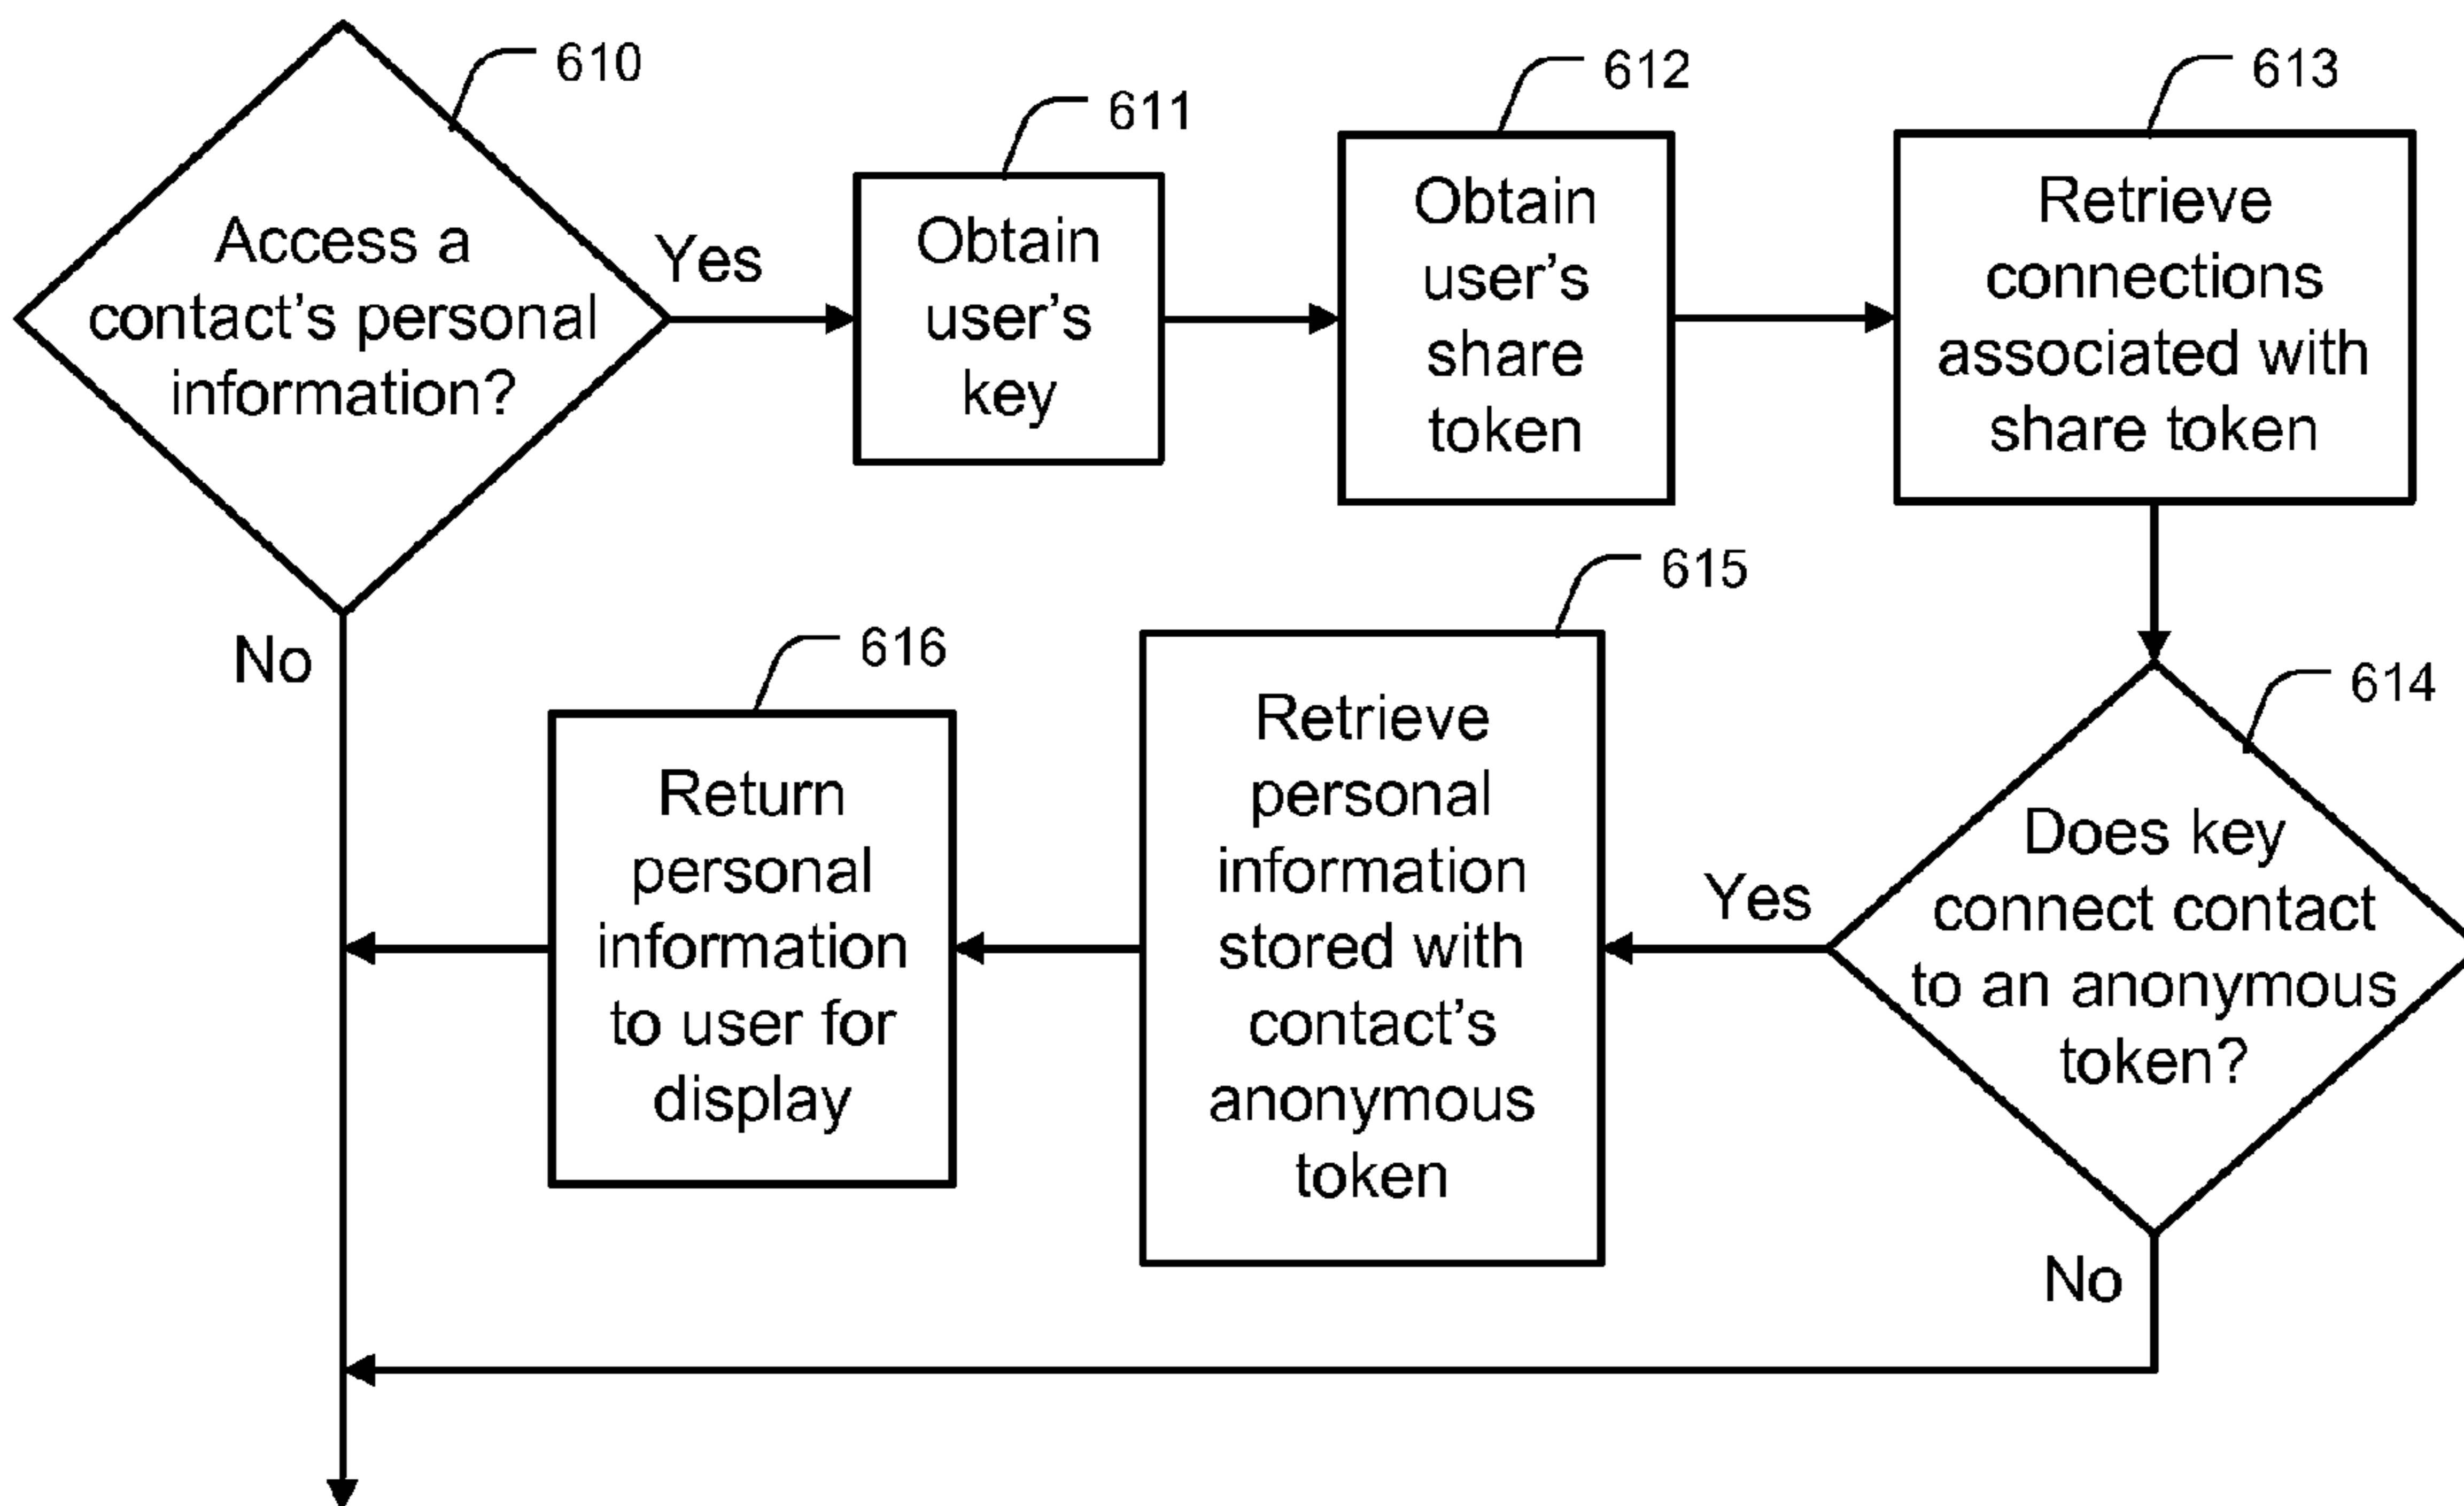 610
Access a
contact's personal
information?
Yes
No
611
Obtain
user's
key
612
Obtain
user's
share
token
613
Retrieve
connections
associated with
share token
614
Does key
connect contact
to an anonymous
token?
Yes
No
615
Retrieve
personal
information
stored with
contact's
anonymous
token
616
Return
personal
information
to user for
display